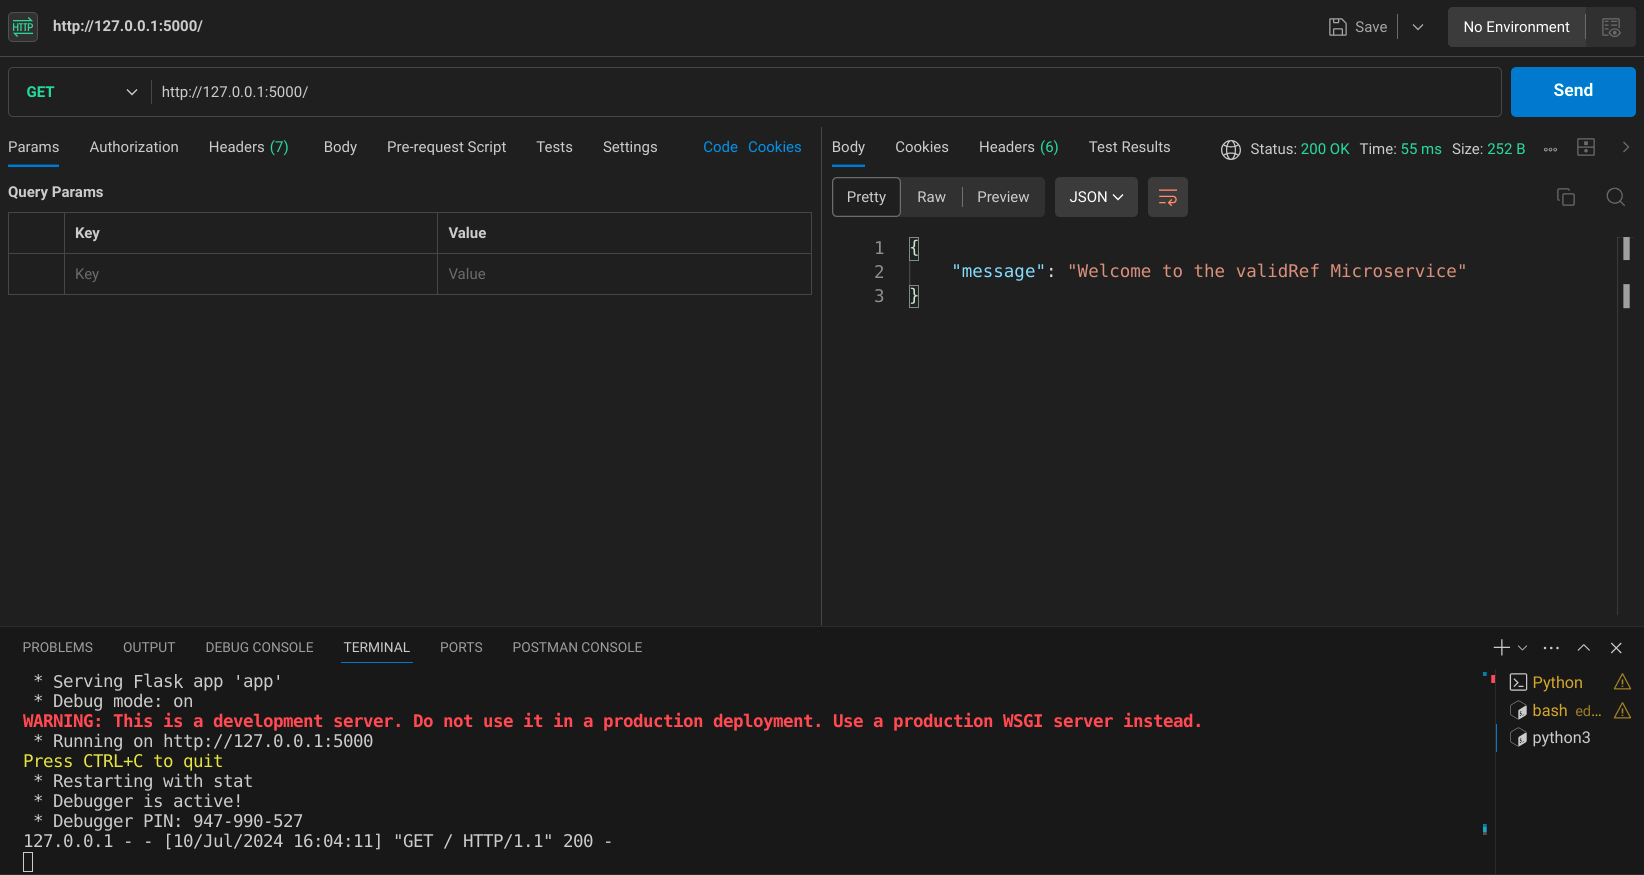 HTTP http://127.0.0.1:5000/
Save
No Environment
GET http://127.0.0.1:5000/
Send
Params Authorization Headers (7) Body Pre-request Script Tests Settings Code Cookies
Query Params
Key Value
Key Value
Body Cookies Headers (6) Test Results Status: 200 OK Time: 55 ms Size: 252 B
Pretty Raw Preview JSON
1 {
2 "message": "Welcome to the validRef Microservice"
3 }
PROBLEMS OUTPUT DEBUG CONSOLE TERMINAL PORTS POSTMAN CONSOLE
* Serving Flask app 'app'
* Debug mode: on
WARNING: This is a development server. Do not use it in a production deployment. Use a production WSGI server instead.
* Running on http://127.0.0.1:5000
Press CTRL+C to quit
* Restarting with stat
* Debugger is active!
* Debugger PIN: 947-990-527
127.0.0.1 - - [10/Jul/2024 16:04:11] "GET / HTTP/1.1" 200 -
Python
bash ed...
python3